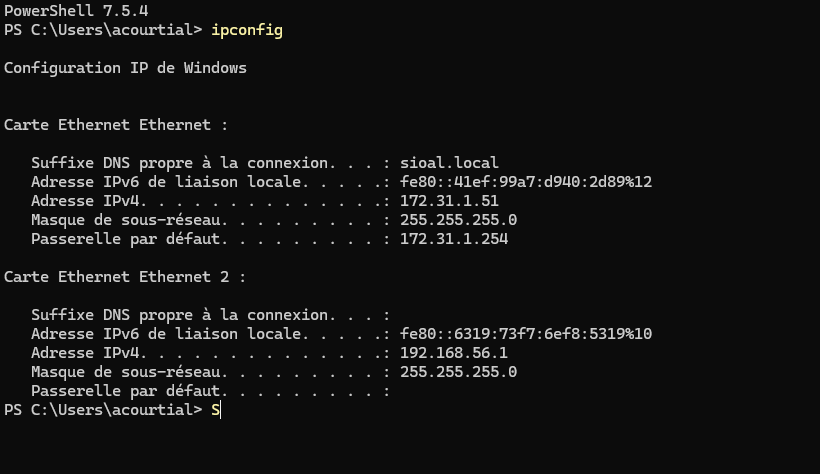 PowerShell 7.5.4
PS C:\Users\acourtial> ipconfig
Configuration IP de Windows
Carte Ethernet Ethernet :
Suffixe DNS propre à la connexion. . . : sioal.local
Adresse IPv6 de liaison locale. . . . .: fe80::41ef:99a7:d940:2d89%12
Adresse IPv4. . . . . . . . . . . . . .: 172.31.1.51
Masque de sous-réseau. . . . . . . . . : 255.255.255.0
Passerelle par défaut. . . . . . . . . : 172.31.1.254
Carte Ethernet Ethernet 2 :
Suffixe DNS propre à la connexion. . . :
Adresse IPv6 de liaison locale. . . . .: fe80::6319:73f7:6ef8:5319%10
Adresse IPv4. . . . . . . . . . . . . .: 192.168.56.1
Masque de sous-réseau. . . . . . . . . : 255.255.255.0
Passerelle par défaut. . . . . . . . . :
PS C:\Users\acourtial> S